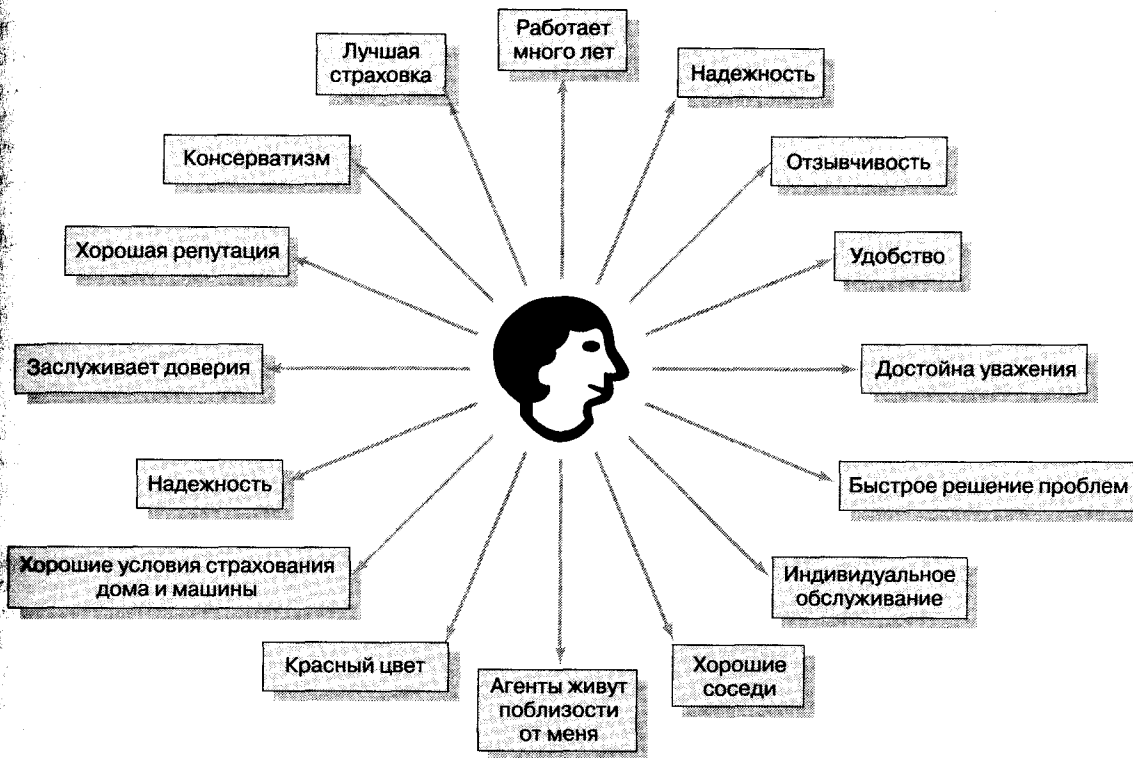 Работает
много лет
Лучшая
страховка
Надежность
Консерватизм
Отзывчивость
Хорошая репутация
Удобство
Заслуживает доверия
Достойна уважения
Надежность
Быстрое решение проблем
Хорошие условия страхования
дома и машины
Индивидуальное
обслуживание
Красный цвет
Агенты живут
поблизости
от меня
Хорошие
соседи